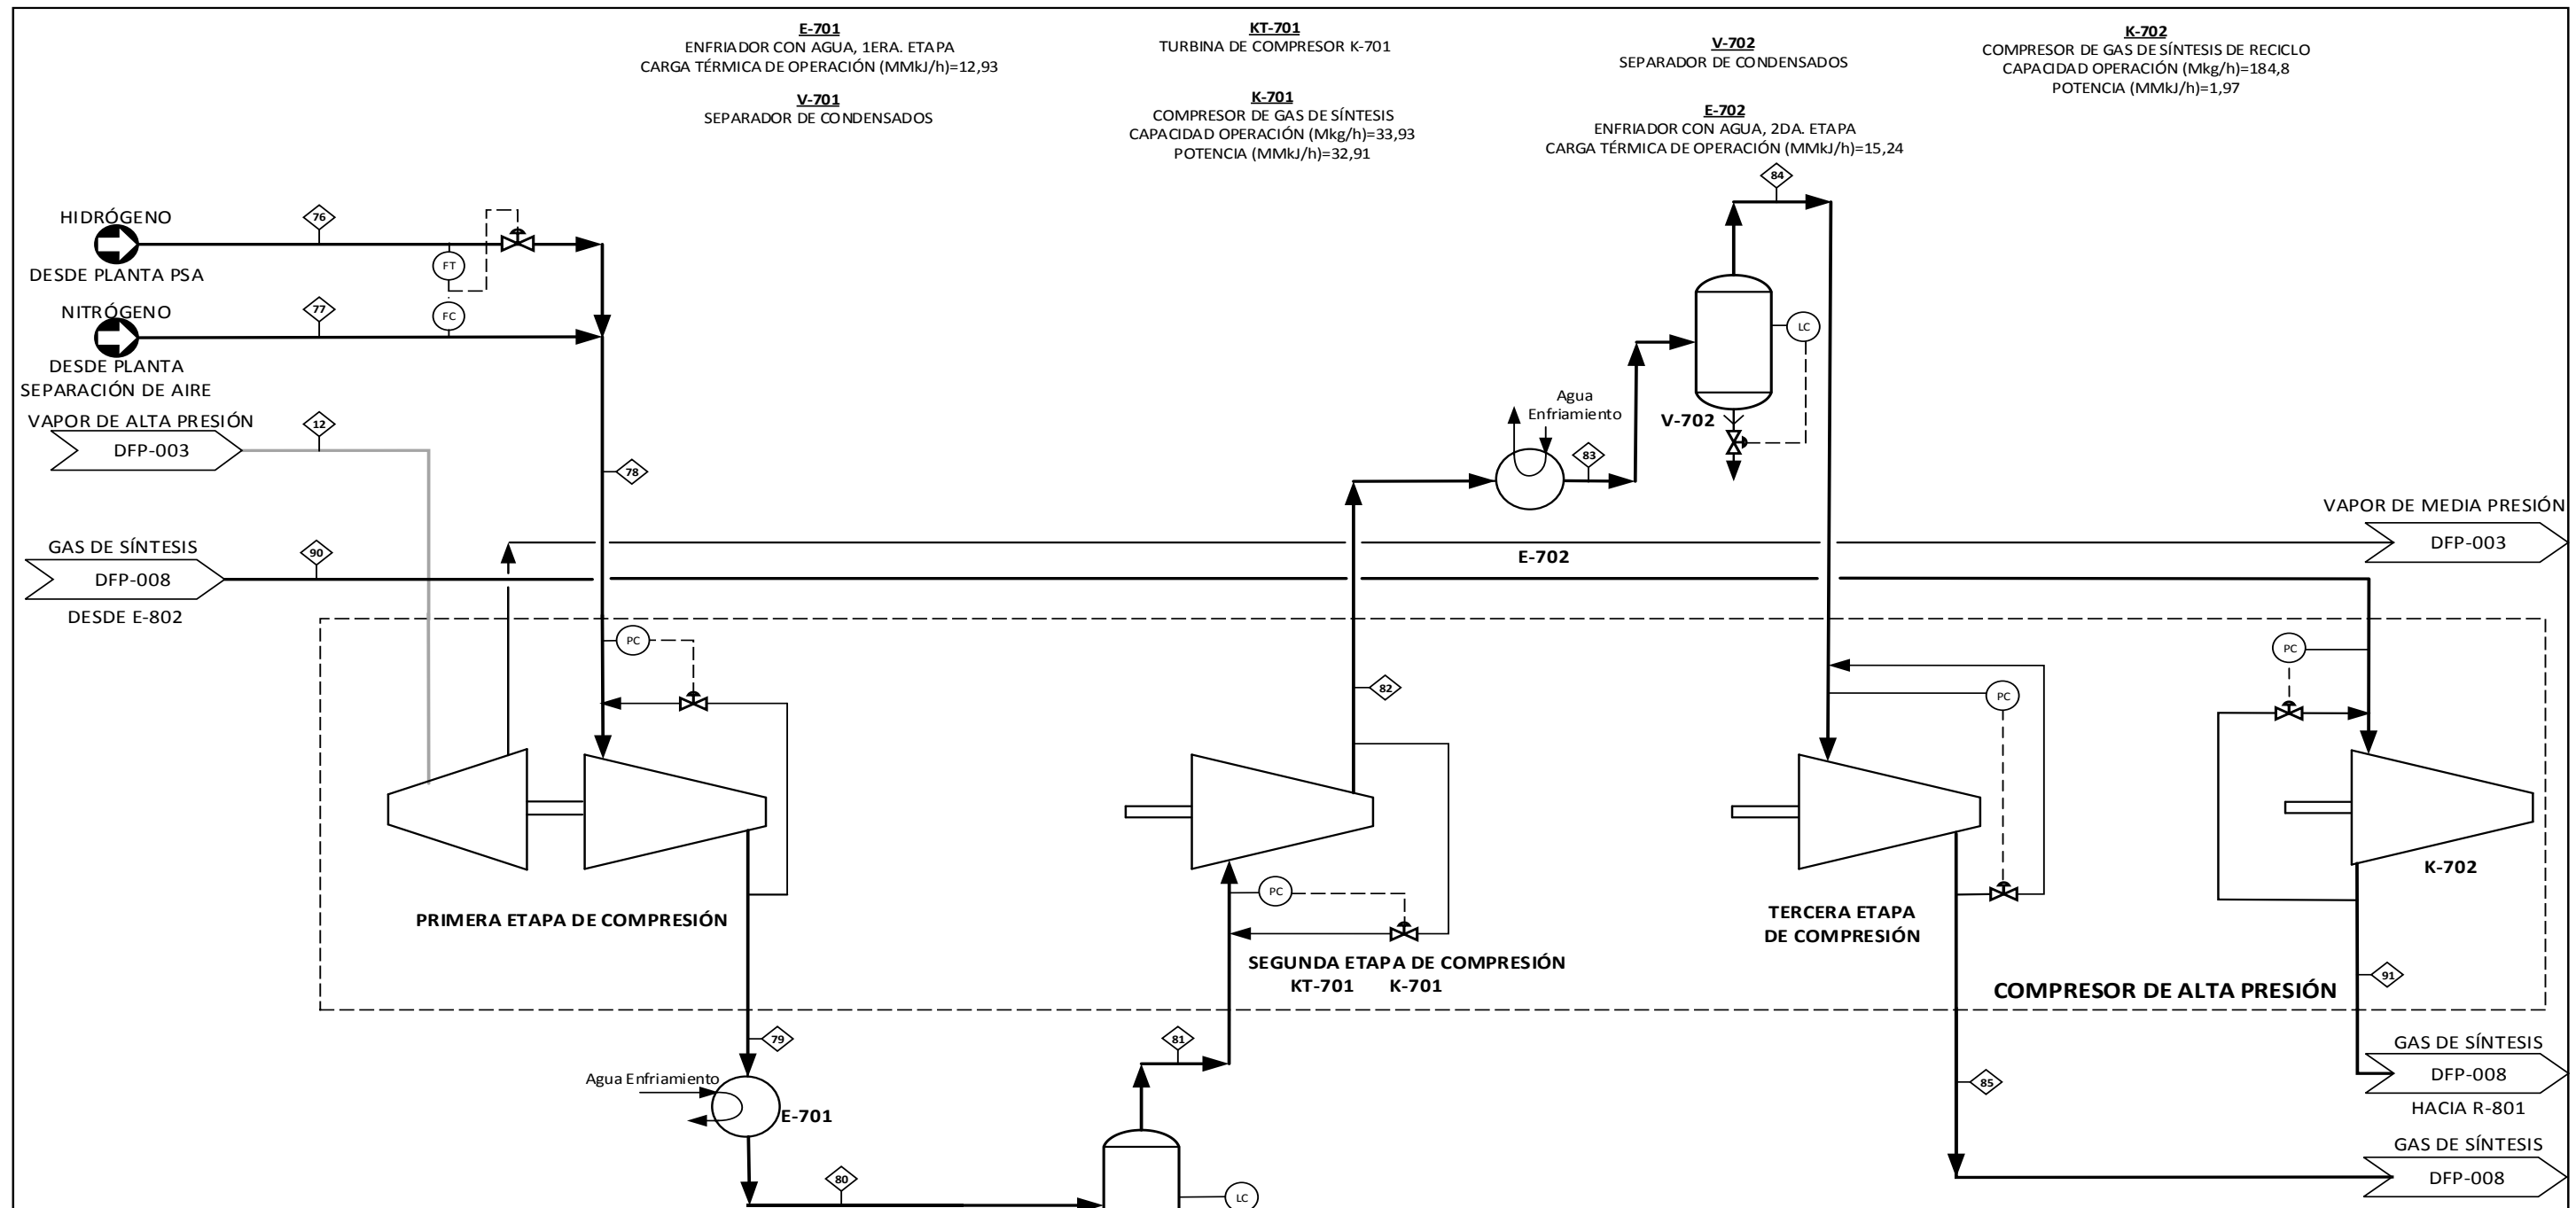 E-701
ENFRIADOR CON AGUA, 1ERA. ETAPA
CARGA TÉRMICA DE OPERACIÓN (MMkJ/h)=12,93
V-701
SEPARADOR DE CONDENSADOS
KT-701
TURBINA DE COMPRESOR K-701
K-701
COMPRESOR DE GAS DE SÍNTESIS
CAPACIDAD OPERACIÓN (Mkg/h)=33,93
POTENCIA (MMkJ/h)=32,91
V-702
SEPARADOR DE CONDENSADOS
E-702
ENFRIADOR CON AGUA, 2DA. ETAPA
CARGA TÉRMICA DE OPERACIÓN (MMkJ/h)=15,24
K-702
COMPRESOR DE GAS DE SÍNTESIS DE RECICLO
CAPACIDAD OPERACIÓN (Mkg/h)=184,8
POTENCIA (MMkJ/h)=1,97
84
HIDRÓGENO
76
DESDE PLANTA PSA
FT
NITRÓGENO
77
FC
DESDE PLANTA
SEPARACIÓN DE AIRE
LC
VAPOR DE ALTA PRESIÓN
12
DFP-003
Agua
Enfriamiento
V-702
83
78
VAPOR DE MEDIA PRESIÓN
DFP-003
GAS DE SÍNTESIS
90
DFP-008
DESDE E-802
E-702
PC
PC
82
PC
K-702
PC
PRIMERA ETAPA DE COMPRESIÓN
TERCERA ETAPA
DE COMPRESIÓN
SEGUNDA ETAPA DE COMPRESIÓN
KT-701 K-701
91
COMPRESOR DE ALTA PRESIÓN
79
81
GAS DE SÍNTESIS
DFP-008
HACIA R-801
Agua Enfriamiento
E-701
85
GAS DE SÍNTESIS
DFP-008
80
LC